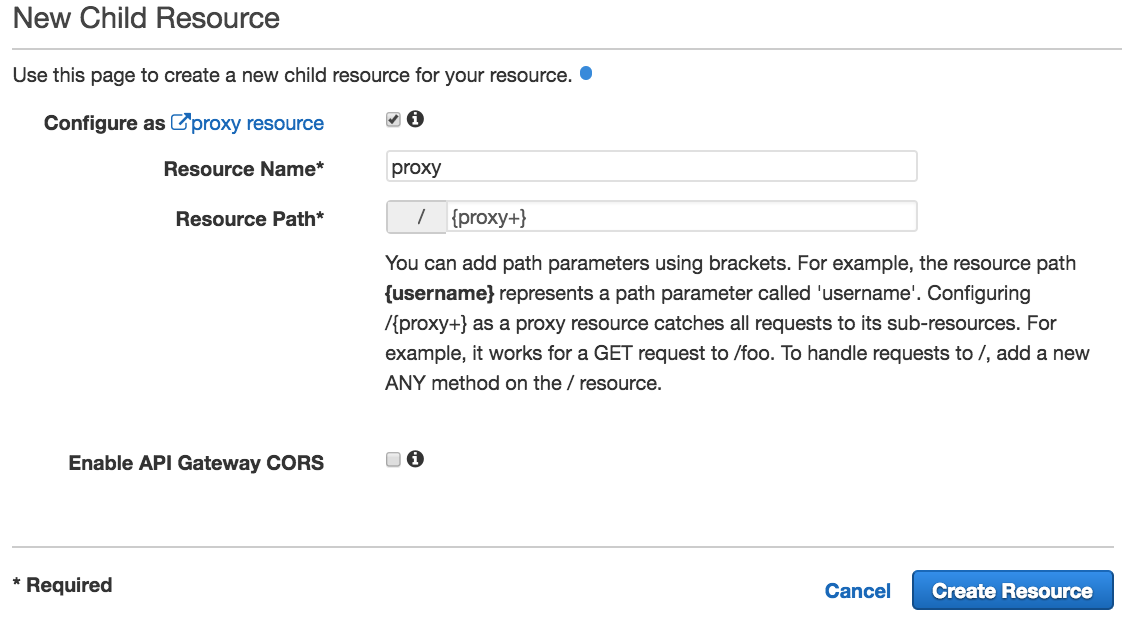 New Child Resource
Use this page to create a new child resource for your resource.
Configure as proxy resource
Resource Name* proxy
Resource Path* / {proxy+}
You can add path parameters using brackets. For example, the resource path
{username} represents a path parameter called 'username'. Configuring
/{proxy+} as a proxy resource catches all requests to its sub-resources. For
example, it works for a GET request to /foo. To handle requests to /, add a new
ANY method on the / resource.
Enable API Gateway CORS
* Required
Cancel Create Resource